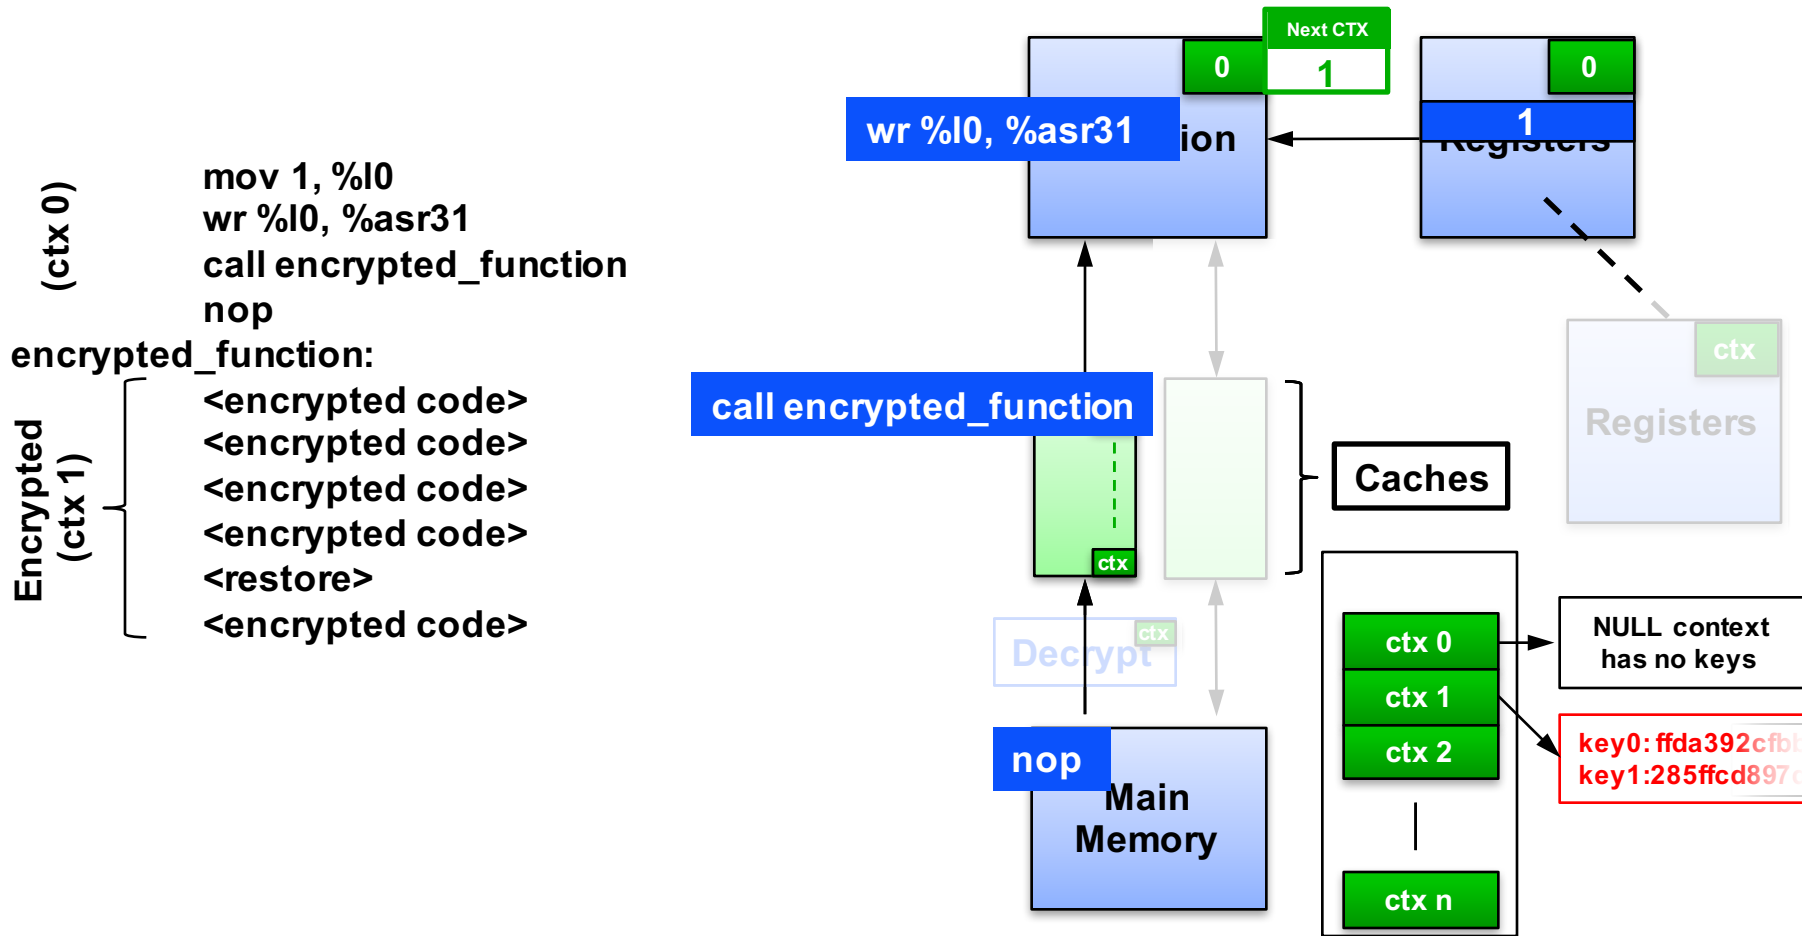 (ctx 0)
mov 1, %l0
wr %l0, %asr31
call encrypted_function
nop
encrypted_function:
Encrypted
(ctx 1)
<encrypted code>
<encrypted code>
<encrypted code>
<encrypted code>
<restore>
<encrypted code>
Next CTX
0
1
0
wr %l0, %asr31
ion
1
Registers
ctx
Registers
call encrypted_function
Caches
ctx
ctx
Decrypt
nop
Main
Memory
ctx 0
ctx 1
ctx 2
ctx n
NULL context
has no keys
key0:ffda392cfb
key1:285ffcd897